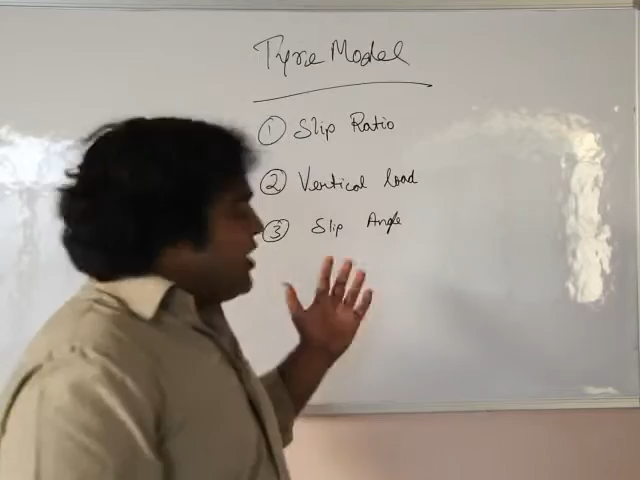 Tyre Model
① Slip Ratio
② Vertical load
③ Slip Angle